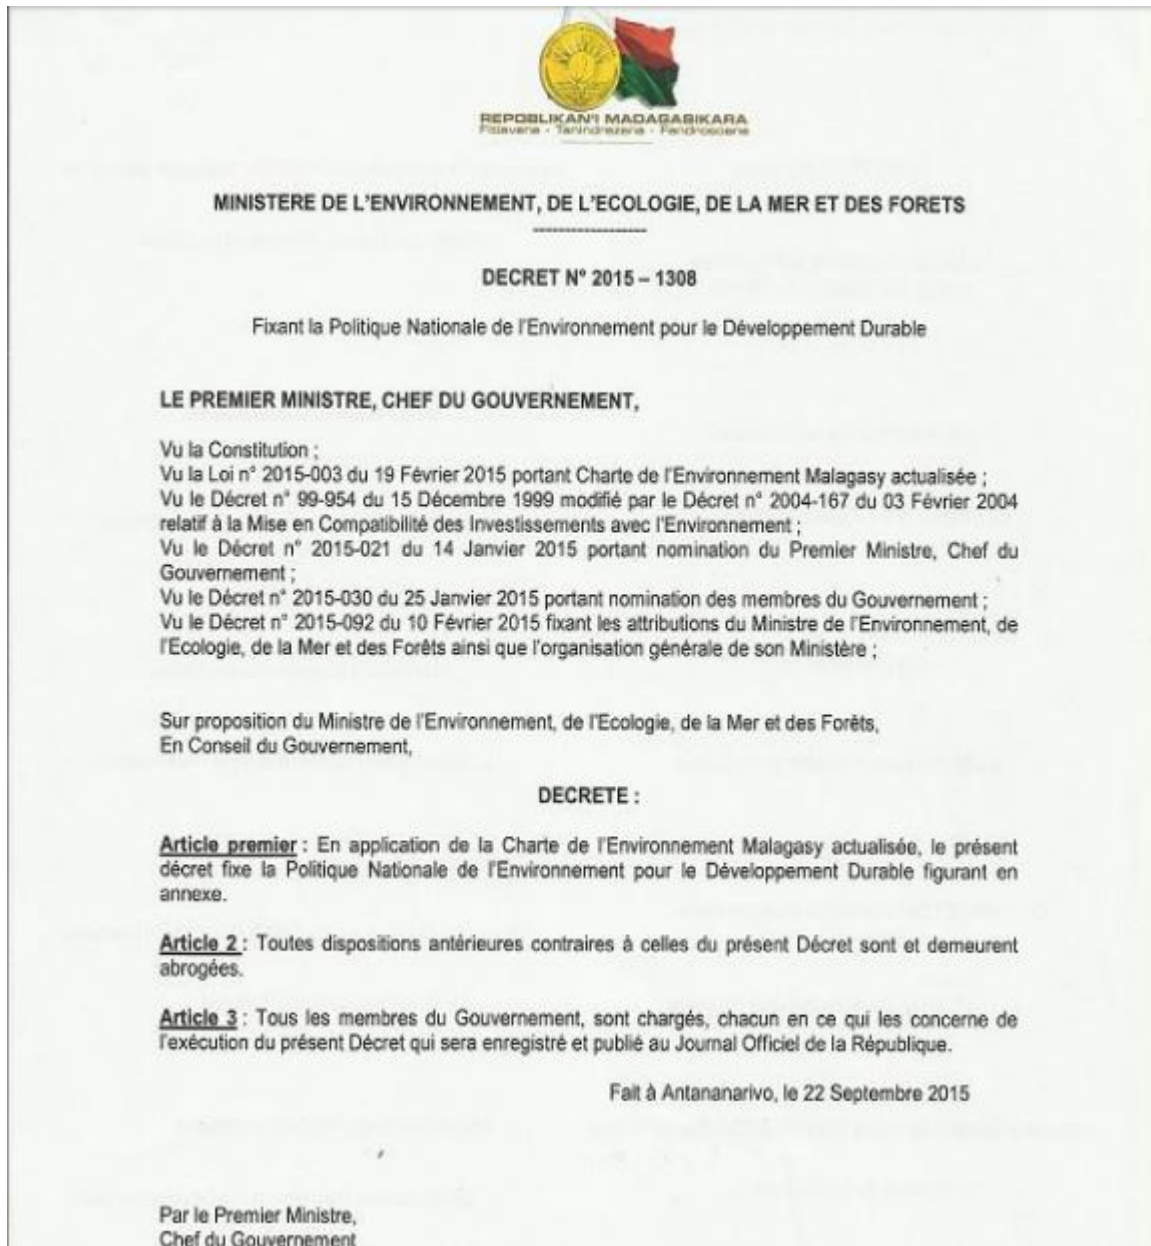 REPOBLIKAN'I MADAGASIKARA
Fitiavana - Tanindrazana - Fandrosoana
MINISTERE DE L'ENVIRONNEMENT, DE L'ECOLOGIE, DE LA MER ET DES FORETS
-------------------
DECRET N° 2015 – 1308
Fixant la Politique Nationale de l'Environnement pour le Développement Durable
LE PREMIER MINISTRE, CHEF DU GOUVERNEMENT,
Vu la Constitution ;
Vu la Loi n° 2015-003 du 19 Février 2015 portant Charte de l'Environnement Malagasy actualisée ;
Vu le Décret n° 99-954 du 15 Décembre 1999 modifié par le Décret n° 2004-167 du 03 Février 2004
relatif à la Mise en Compatibilité des Investissements avec l'Environnement ;
Vu le Décret n° 2015-021 du 14 Janvier 2015 portant nomination du Premier Ministre, Chef du
Gouvernement ;
Vu le Décret n° 2015-030 du 25 Janvier 2015 portant nomination des membres du Gouvernement ;
Vu le Décret n° 2015-092 du 10 Février 2015 fixant les attributions du Ministre de l'Environnement, de
l'Ecologie, de la Mer et des Forêts ainsi que l'organisation générale de son Ministère ;
Sur proposition du Ministre de l'Environnement, de l'Ecologie, de la Mer et des Forêts,
En Conseil du Gouvernement,
DECRETE :
Article premier : En application de la Charte de l'Environnement Malagasy actualisée, le présent
décret fixe la Politique Nationale de l'Environnement pour le Développement Durable figurant en
annexe.
Article 2 : Toutes dispositions antérieures contraires à celles du présent Décret sont et demeurent
abrogées.
Article 3 : Tous les membres du Gouvernement, sont chargés, chacun en ce qui les concerne de
l'exécution du présent Décret qui sera enregistré et publié au Journal Officiel de la République.
Fait à Antananarivo, le 22 Septembre 2015
Par le Premier Ministre,
Chef du Gouvernement